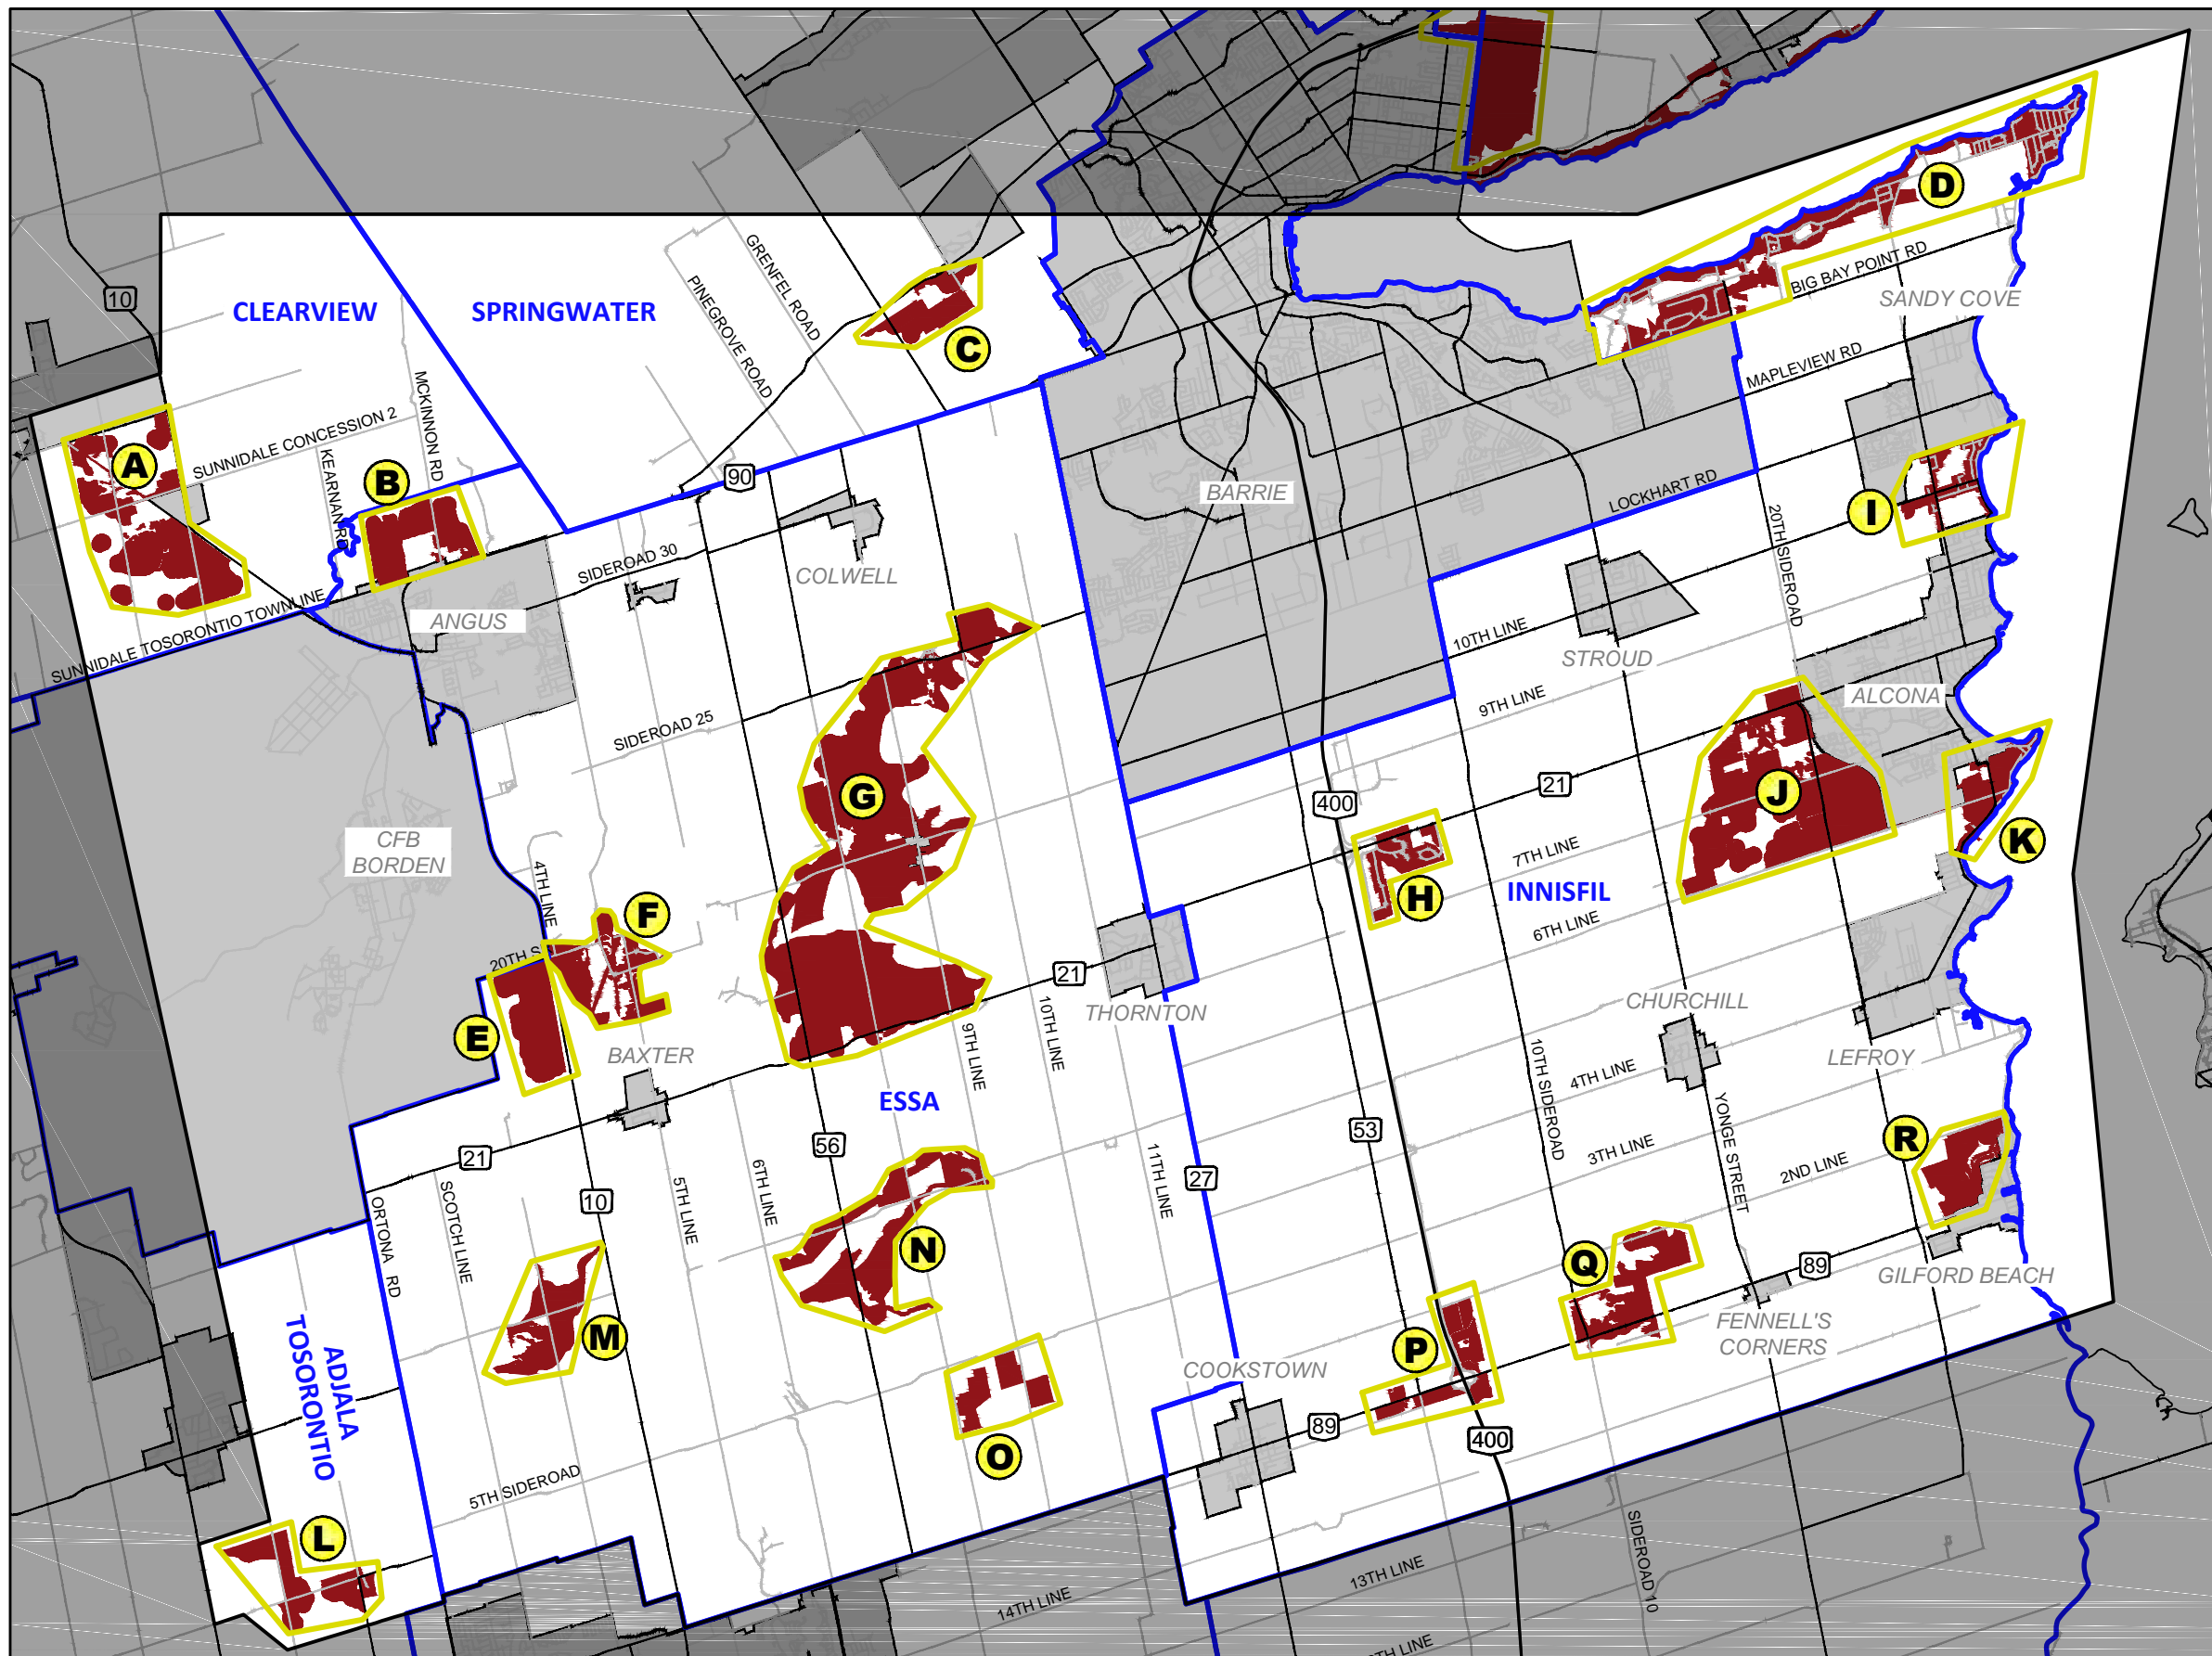 D
BIG BAY POINT RD
SANDY COVE
10
CLEARVIEW
SPRINGWATER
GRENFEL ROAD
PINEGROVE ROAD
C
MAPLEVIEW RD
SUNNIDALE CONCESSION 2
MCKINNON RD
KEARNAN RD
A
B
90
BARRIE
LOCKHART RD
I
20TH SIDEROAD
SIDEROAD 30
COLWELL
ANGUS
SUNNIDALE TOSORONTIO TOWNLINE
10TH LINE
STROUD
9TH LINE
ALCONA
SIDEROAD 25
G
400
21
J
K
CFB
BORDEN
7TH LINE
H
INNISFIL
6TH LINE
4TH LINE
F
20TH S
E
21
THORNTON
10TH LINE
9TH LINE
CHURCHILL
LEFROY
BAXTER
10TH SIDEROAD
4TH LINE
ESSA
YONGE STREET
53
R
56
21
3RD LINE
2ND LINE
SCOTCH LINE
ORTONA RD
10
5TH LINE
6TH LINE
11TH LINE
27
N
Q
89
GILFORD BEACH
FENNELL'S
CORNERS
M
P
ADJALA
TOSORONTIO
COOKSTOWN
89
400
O
5TH SIDEROAD
L
SIDEROAD 10
13TH LINE
14TH LINE
TH LINE